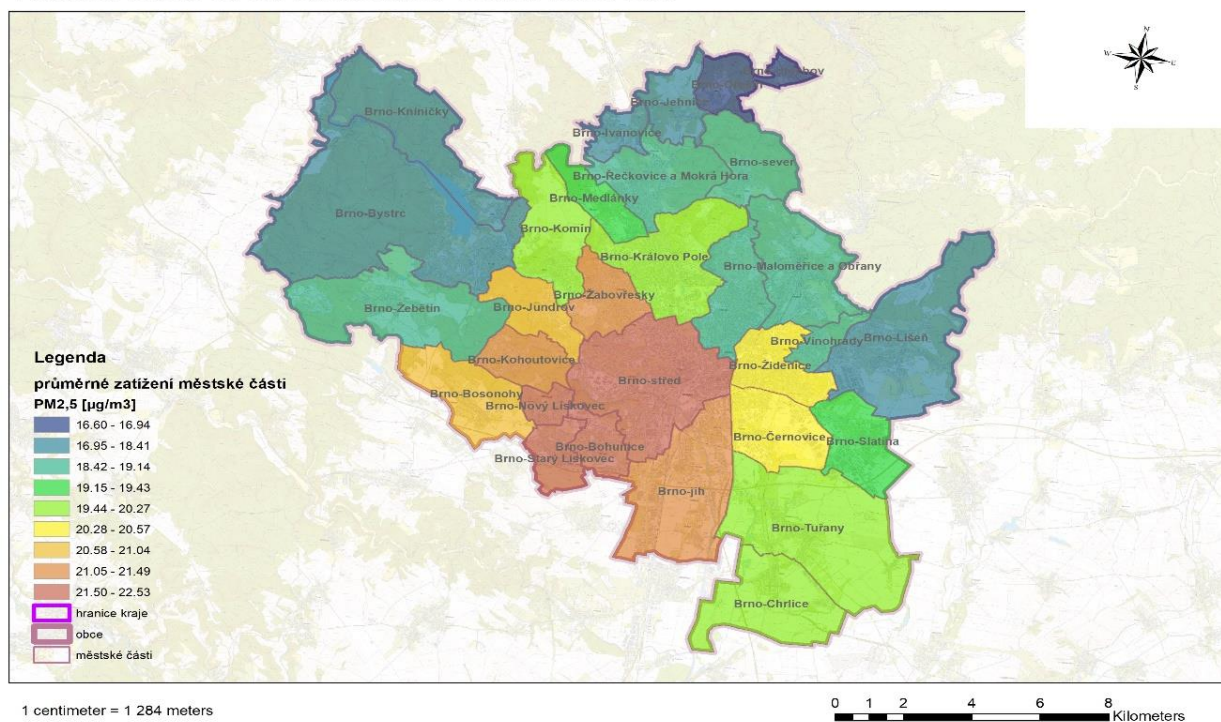 N
W
E
S
Brno-Kníničky
Brno-Jehnice
Brno-Ivanovice
Brno-sever
Brno-Řečkovice a Mokrá Hora
Brno-Medlánky
Brno-Bystrc
Brno-Komín
Brno-Královo Pole
Brno-Maloměřice a Obřany
Brno-Žebětín
Brno-Jundrov
Brno-Žabovřesky
Brno-Vinohrady
Brno-Líšeň
Brno-Kohoutovice
Brno-Židenice
Brno-střed
Brno-Bosonohy
Brno-Nový Lískovec
Brno-Černovice
Brno-Slatina
Brno-Bohunice
Brno-Starý Lískovec
Brno-jih
Brno-Tuřany
Brno-Chrlice
Legenda
průměrné zatížení městské části
PM2,5 [µg/m3]
16.60 - 16.94
16.95 - 18.41
18.42 - 19.14
19.15 - 19.43
19.44 - 20.27
20.28 - 20.57
20.58 - 21.04
21.05 - 21.49
21.50 - 22.53
hranice kraje
obce
městské části
1 centimeter = 1 284 meters
0 1 2 4 6 8
Kilometers